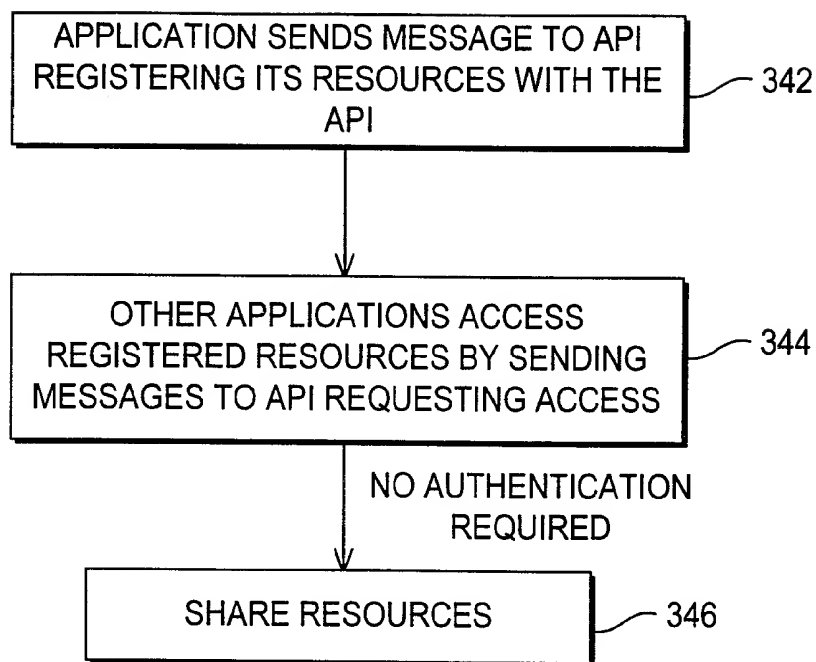 APPLICATION SENDS MESSAGE TO API
REGISTERING ITS RESOURCES WITH THE
API
342
OTHER APPLICATIONS ACCESS
REGISTERED RESOURCES BY SENDING
MESSAGES TO API REQUESTING ACCESS
344
NO AUTHENTICATION
REQUIRED
SHARE RESOURCES
346